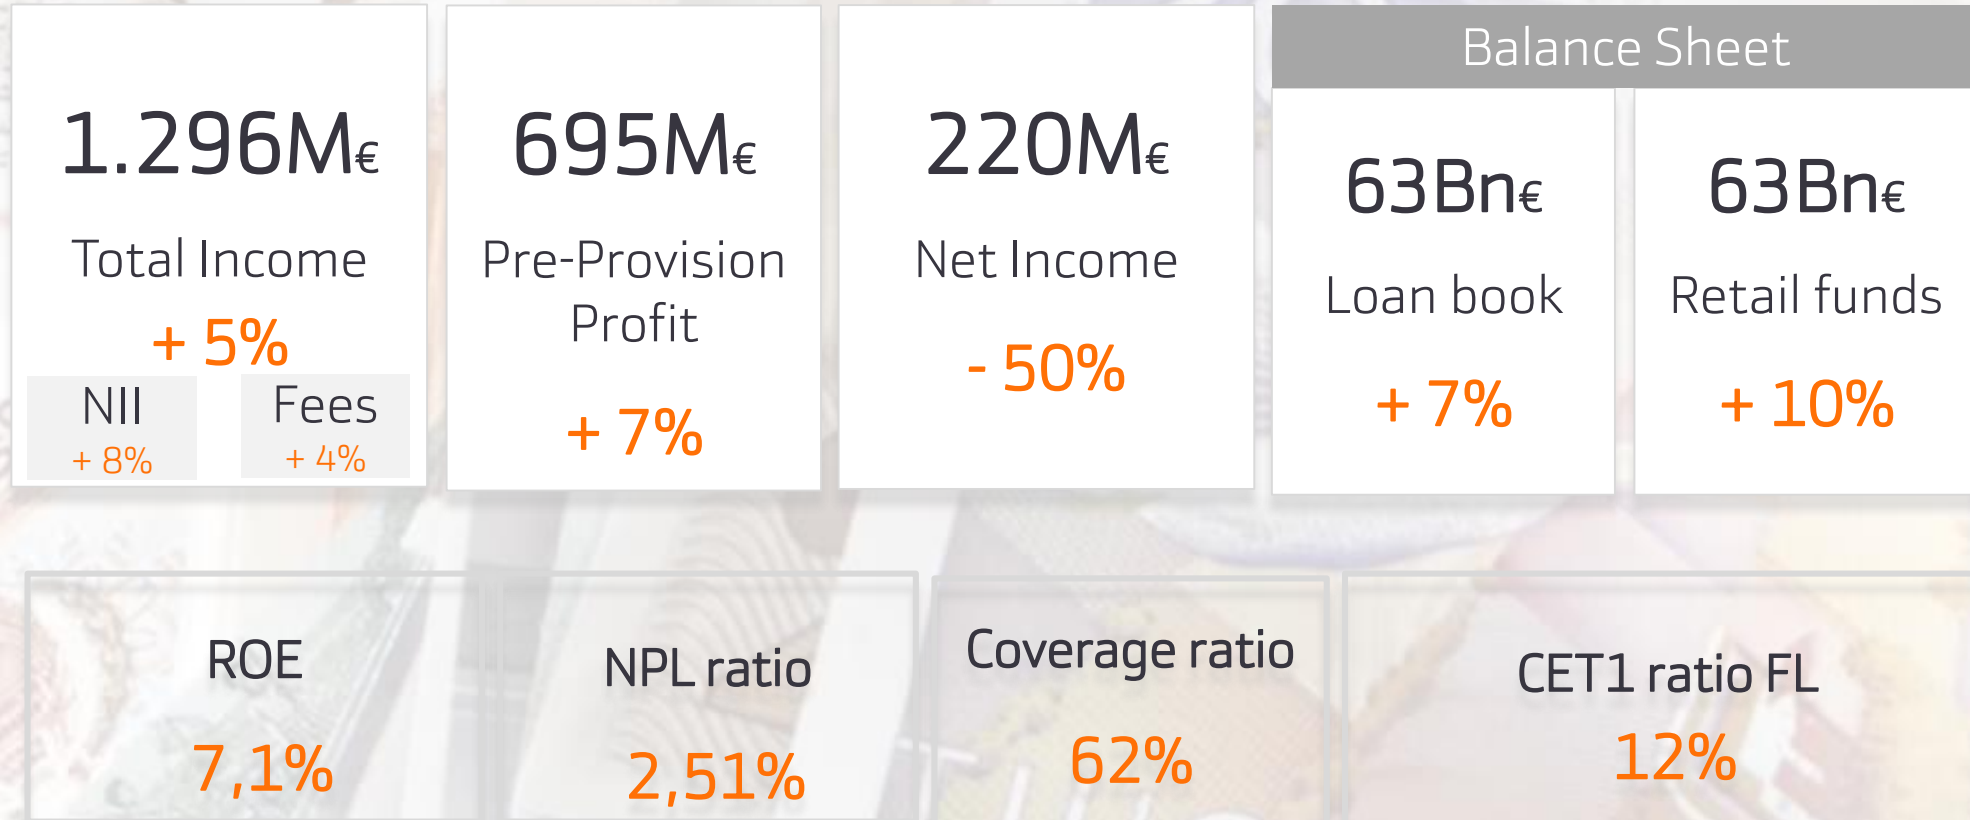 1.296M€
Total Income
+ 5%
NII
+ 8%
Fees
+ 4%
695M€
Pre-Provision
Profit
+ 7%
220M€
Net Income
- 50%
Balance Sheet
63Bn€
Loan book
+ 7%
63Bn€
Retail funds
+ 10%
ROE
7,1%
NPL ratio
2,51%
Coverage ratio
62%
CET1 ratio FL
12%